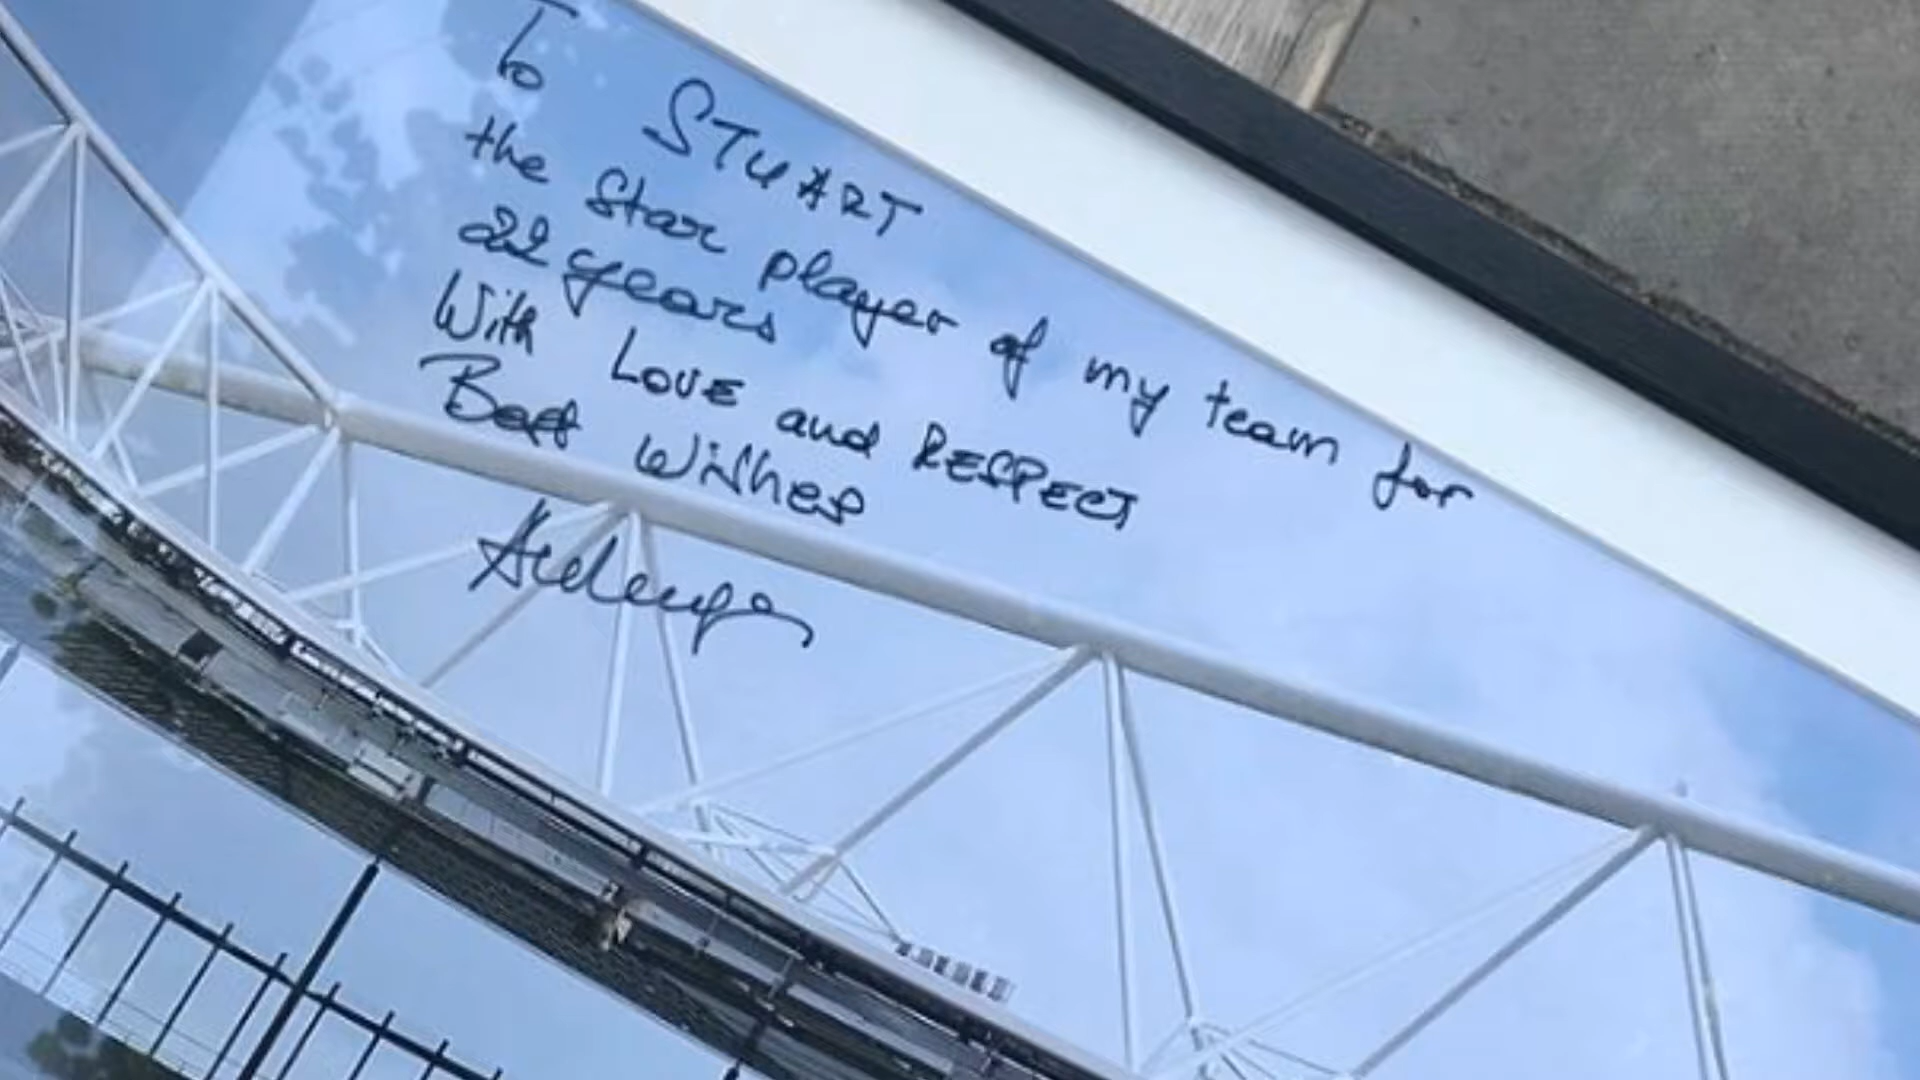 To STUART
the Star player of my team for
22 years
With LOVE and RESPECT
Best Wishes